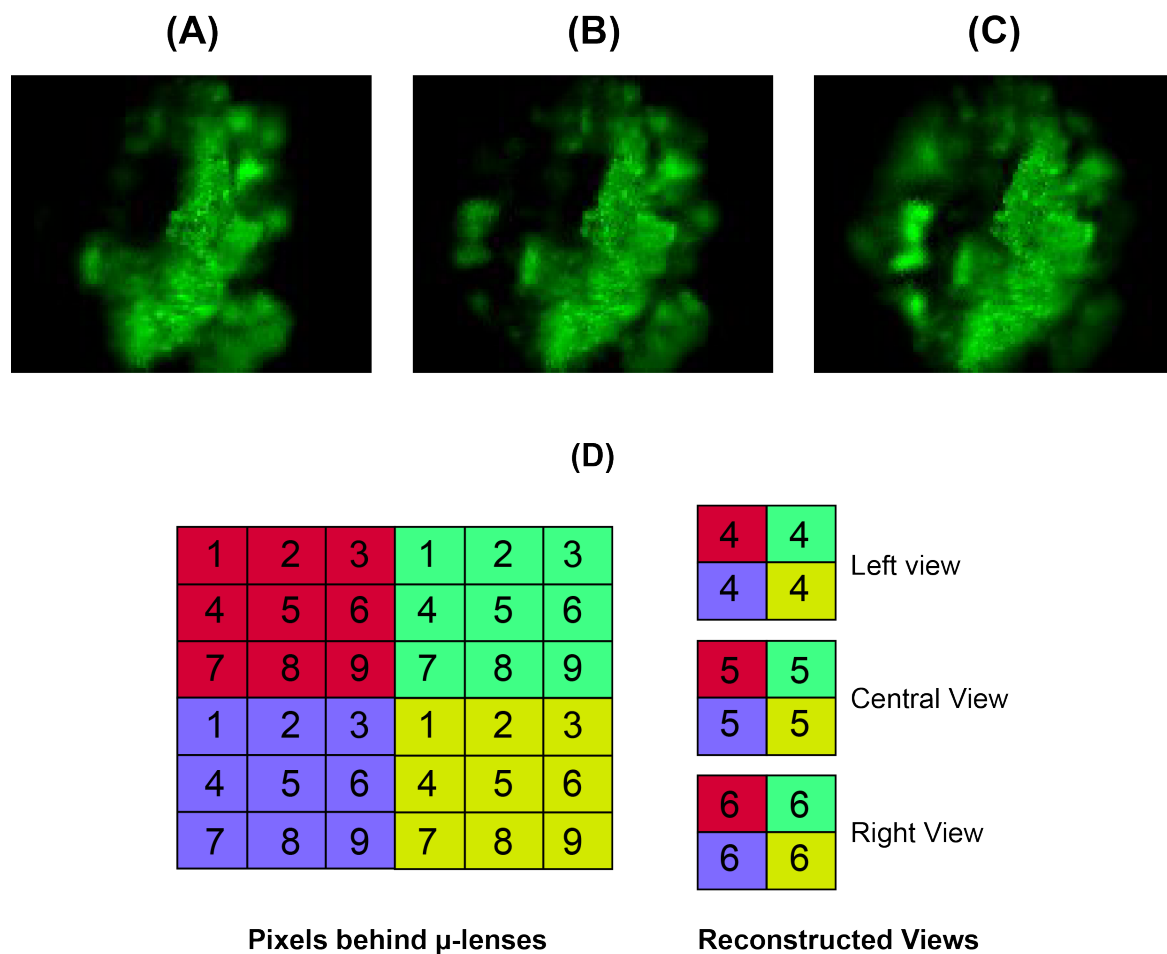 (A) (B) (C)
(D)
1 2 3 1 2 3
4 5 6 4 5 6
7 8 9 7 8 9
1 2 3 1 2 3
4 5 6 4 5 6
7 8 9 7 8 9
Pixels behind µ-lenses
4 4
4 4
Left view
5 5
5 5
Central View
6 6
6 6
Right View
Reconstructed Views